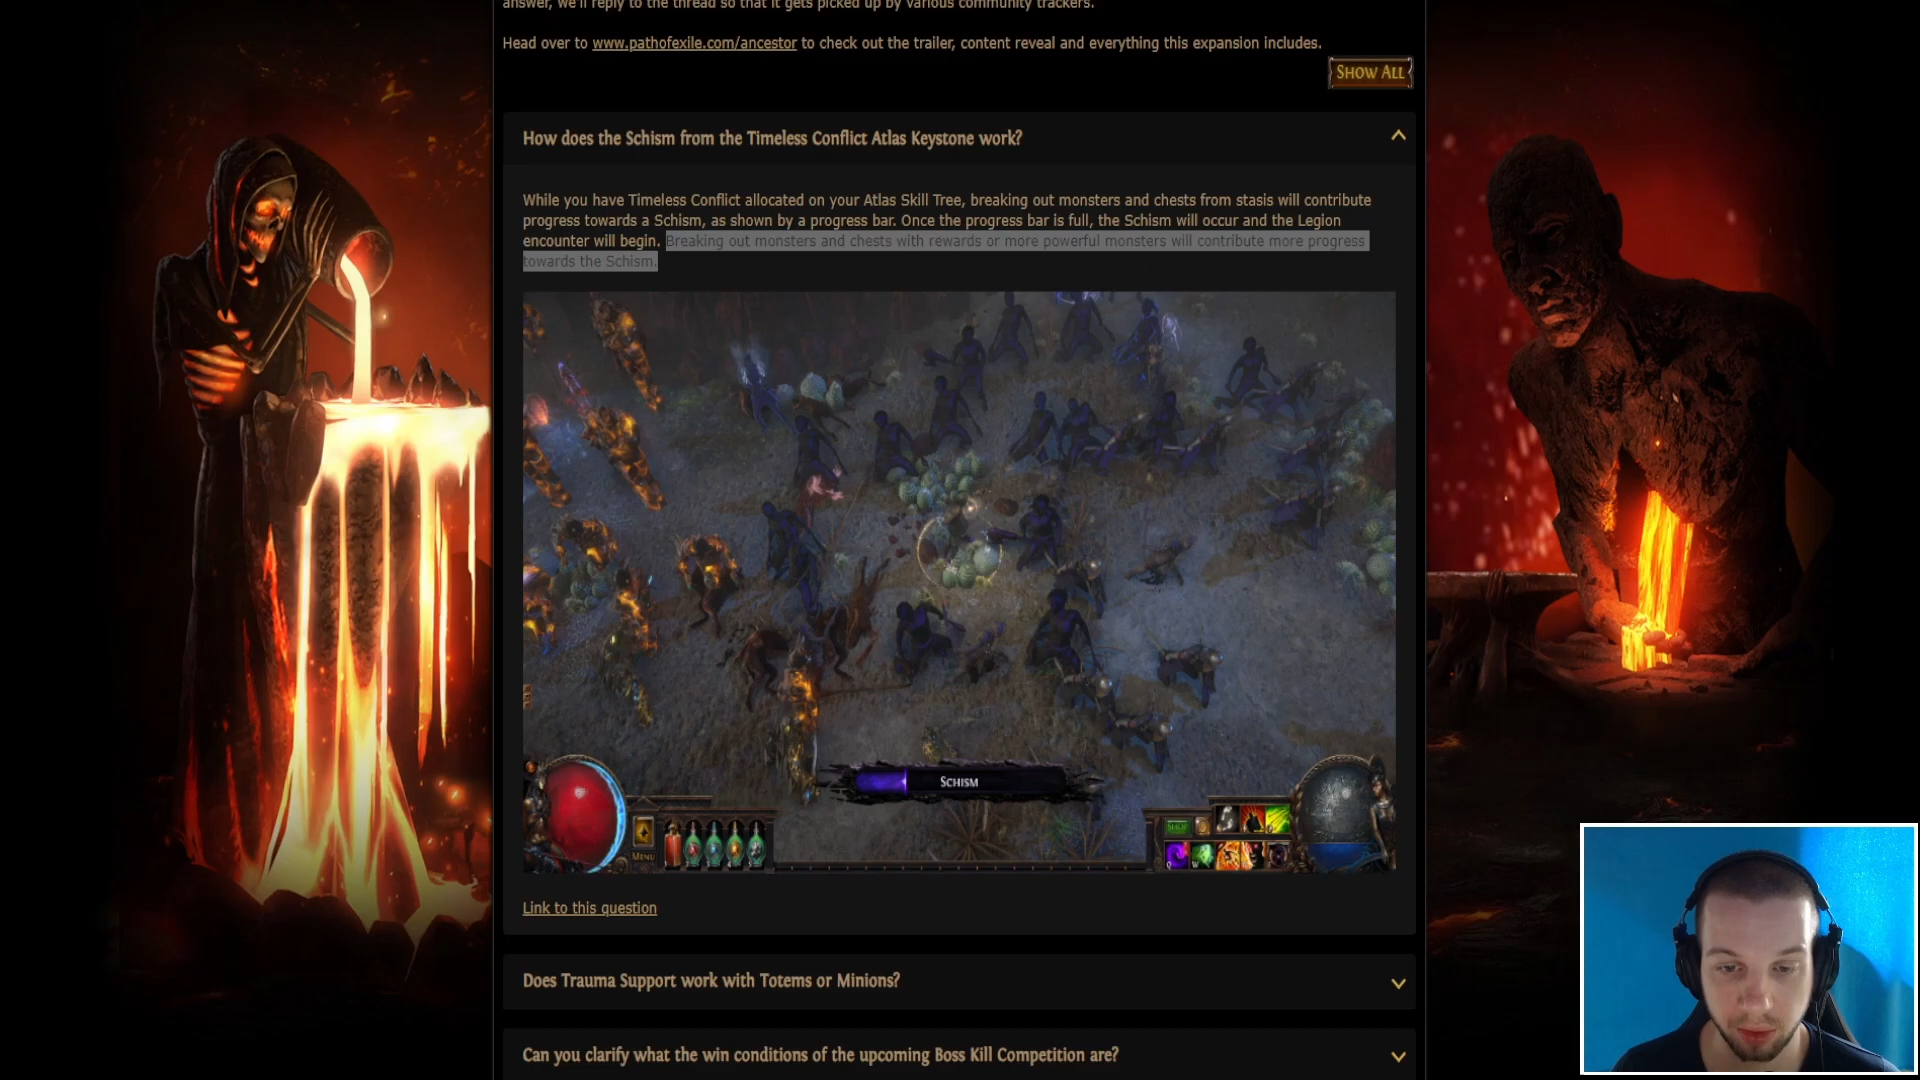 answer, we'll reply to the thread so that it gets picked up by various community trackers.
Head over to www.pathofexile.com/ancestor to check out the trailer, content reveal and everything this expansion includes.
Show All
How does the Schism from the Timeless Conflict Atlas Keystone work?
While you have Timeless Conflict allocated on your Atlas Skill Tree, breaking out monsters and chests from stasis will contribute
progress towards a Schism, as shown by a progress bar. Once the progress bar is full, the Schism will occur and the Legion
encounter will begin. Breaking out monsters and chests with rewards or more powerful monsters will contribute more progress
towards the Schism.
Schism
Shop
Menu
Q W
Link to this question
Does Trauma Support work with Totems or Minions?
Can you clarify what the win conditions of the upcoming Boss Kill Competition are?